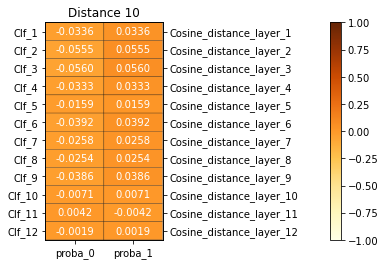 Distance 10
Clf_1 -0.0336 0.0336 Cosine_distance_layer_1
Clf_2 -0.0555 0.0555 Cosine_distance_layer_2
Clf_3 -0.0560 0.0560 Cosine_distance_layer_3
Clf_4 -0.0333 0.0333 Cosine_distance_layer_4
Clf_5 -0.0159 0.0159 Cosine_distance_layer_5
Clf_6 -0.0392 0.0392 Cosine_distance_layer_6
Clf_7 -0.0258 0.0258 Cosine_distance_layer_7
Clf_8 -0.0254 0.0254 Cosine_distance_layer_8
Clf_9 -0.0386 0.0386 Cosine_distance_layer_9
Clf_10 -0.0071 0.0071 Cosine_distance_layer_10
Clf_11 0.0042 -0.0042 Cosine_distance_layer_11
Clf_12 -0.0019 0.0019 Cosine_distance_layer_12
proba_0 proba_1
1.00
0.75
0.50
0.25
0.00
−0.25
−0.50
−0.75
−1.00